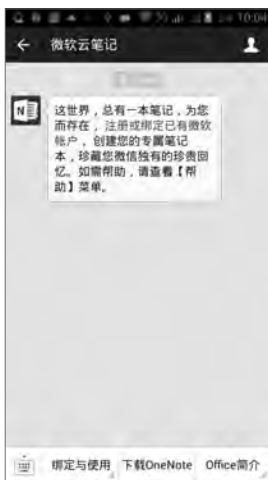 10:04
微软云笔记
N
这世界，总有一本笔记，为您
而存在，注册或绑定已有微软
帐户，创建您的专属笔记
本，珍藏您微信独有的珍贵回
忆。如需帮助，请查看【帮
助】菜单。
绑定与使用 下载OneNote Office简介